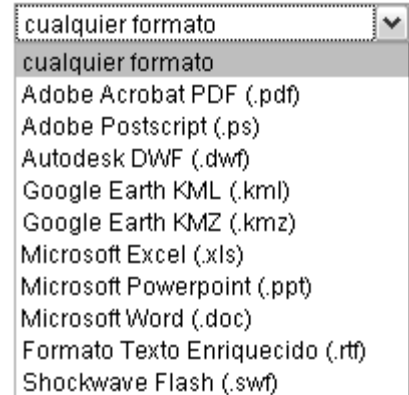 cualquier formato
cualquier formato
Adobe Acrobat PDF (.pdf)
Adobe Postscript (.ps)
Autodesk DWF (.dwf)
Google Earth KML (.kml)
Google Earth KMZ (.kmz)
Microsoft Excel (.xls)
Microsoft Powerpoint (.ppt)
Microsoft Word (.doc)
Formato Texto Enriquecido (.rtf)
Shockwave Flash (.swf)